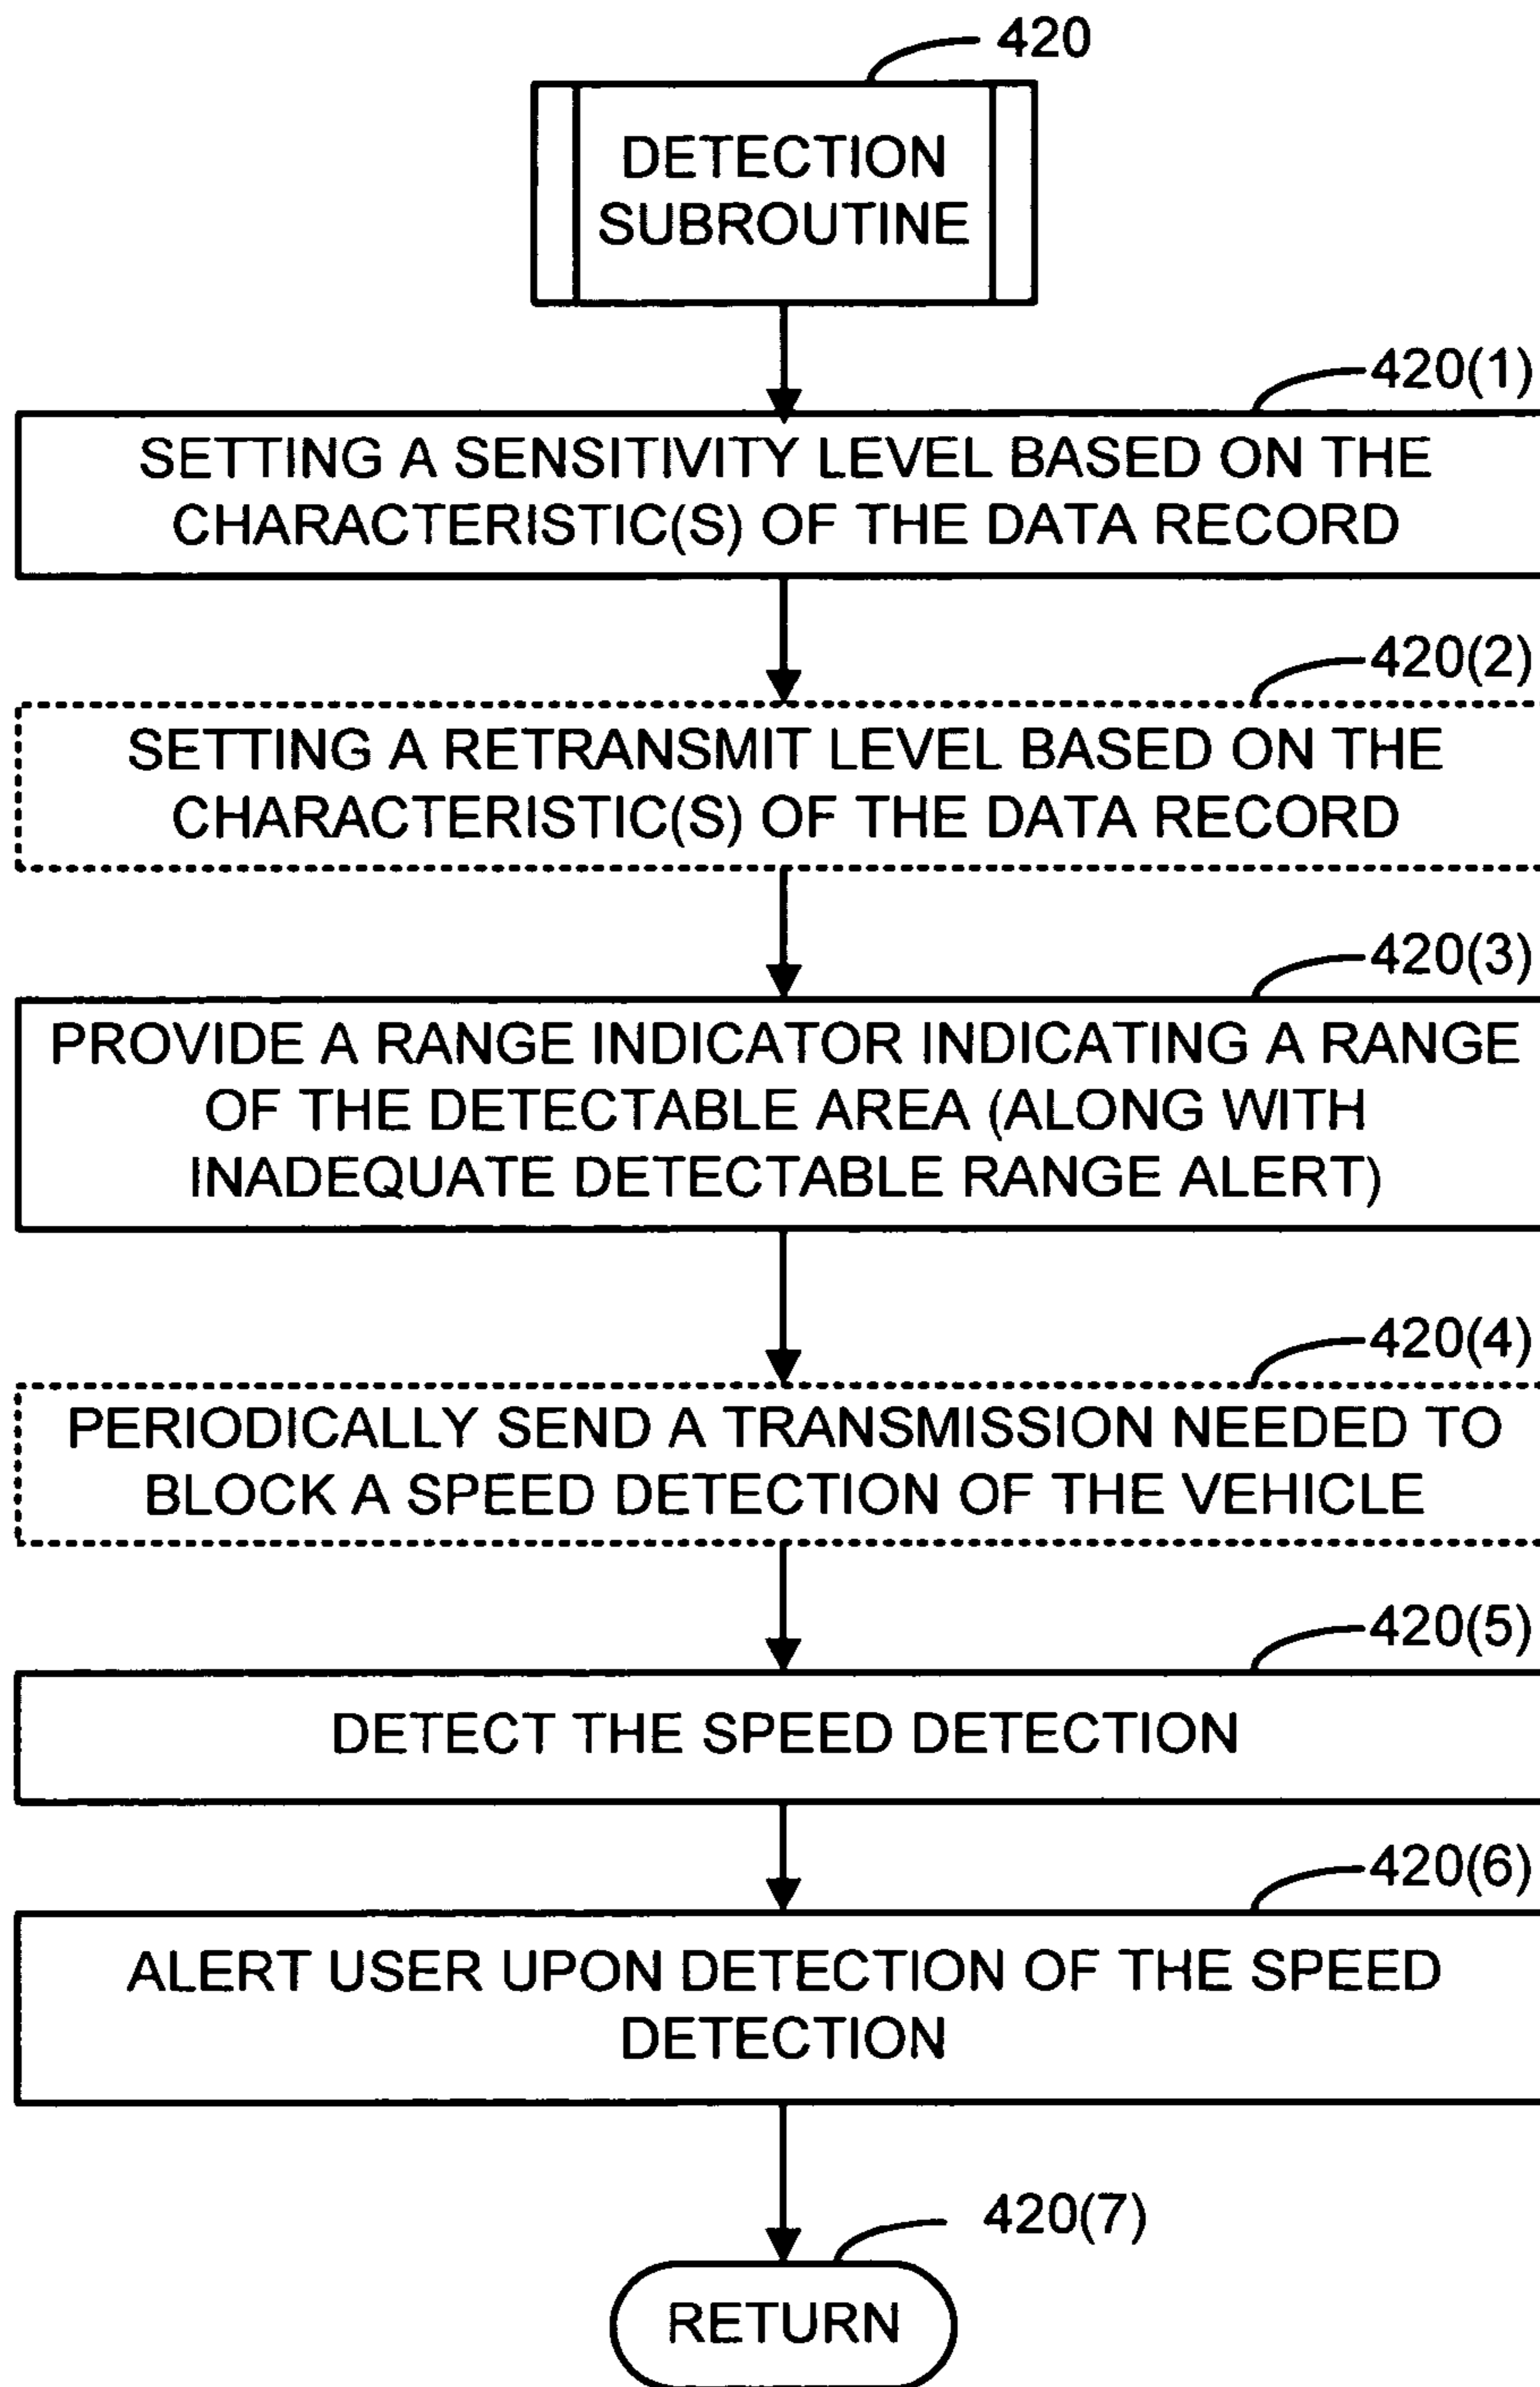 420
DETECTION
SUBROUTINE
420(1)
SETTING A SENSITIVITY LEVEL BASED ON THE
CHARACTERISTIC(S) OF THE DATA RECORD
420(2)
SETTING A RETRANSMIT LEVEL BASED ON THE
CHARACTERISTIC(S) OF THE DATA RECORD
420(3)
PROVIDE A RANGE INDICATOR INDICATING A RANGE
OF THE DETECTABLE AREA (ALONG WITH
INADEQUATE DETECTABLE RANGE ALERT)
420(4)
PERIODICALLY SEND A TRANSMISSION NEEDED TO
BLOCK A SPEED DETECTION OF THE VEHICLE
420(5)
DETECT THE SPEED DETECTION
420(6)
ALERT USER UPON DETECTION OF THE SPEED
DETECTION
420(7)
RETURN